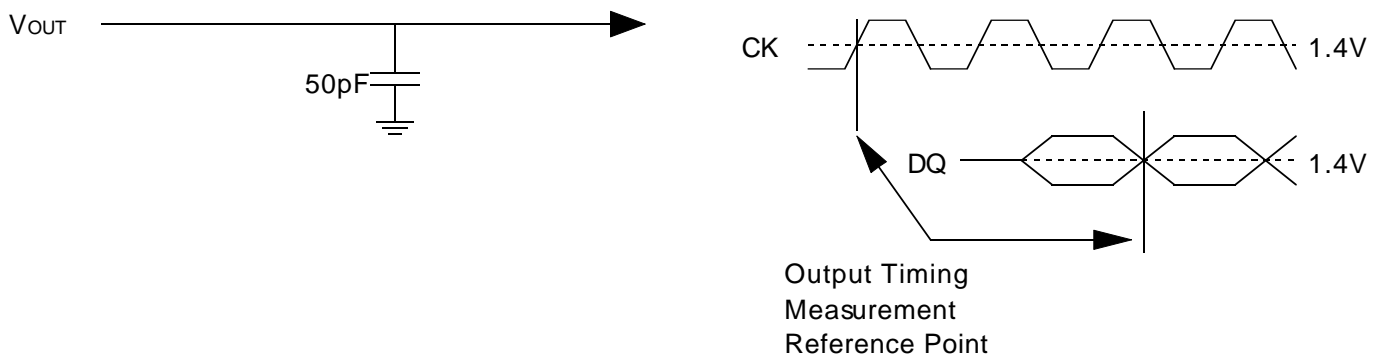 VOUT
50pF
CK
1.4V
DQ
1.4V
Output Timing
Measurement
Reference Point